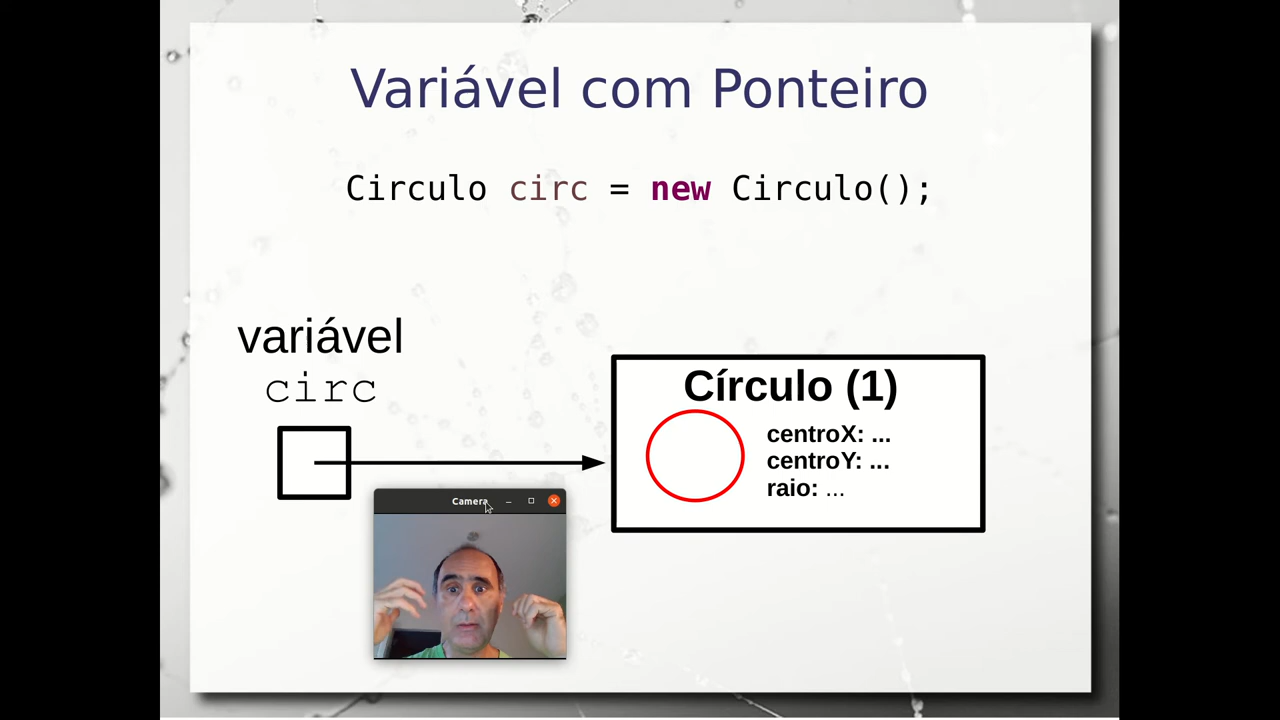 Variável com Ponteiro
Circulo circ = new Circulo();
variável
circ
Círculo (1)
centroX: ...
centroY: ...
raio: ...
Camera